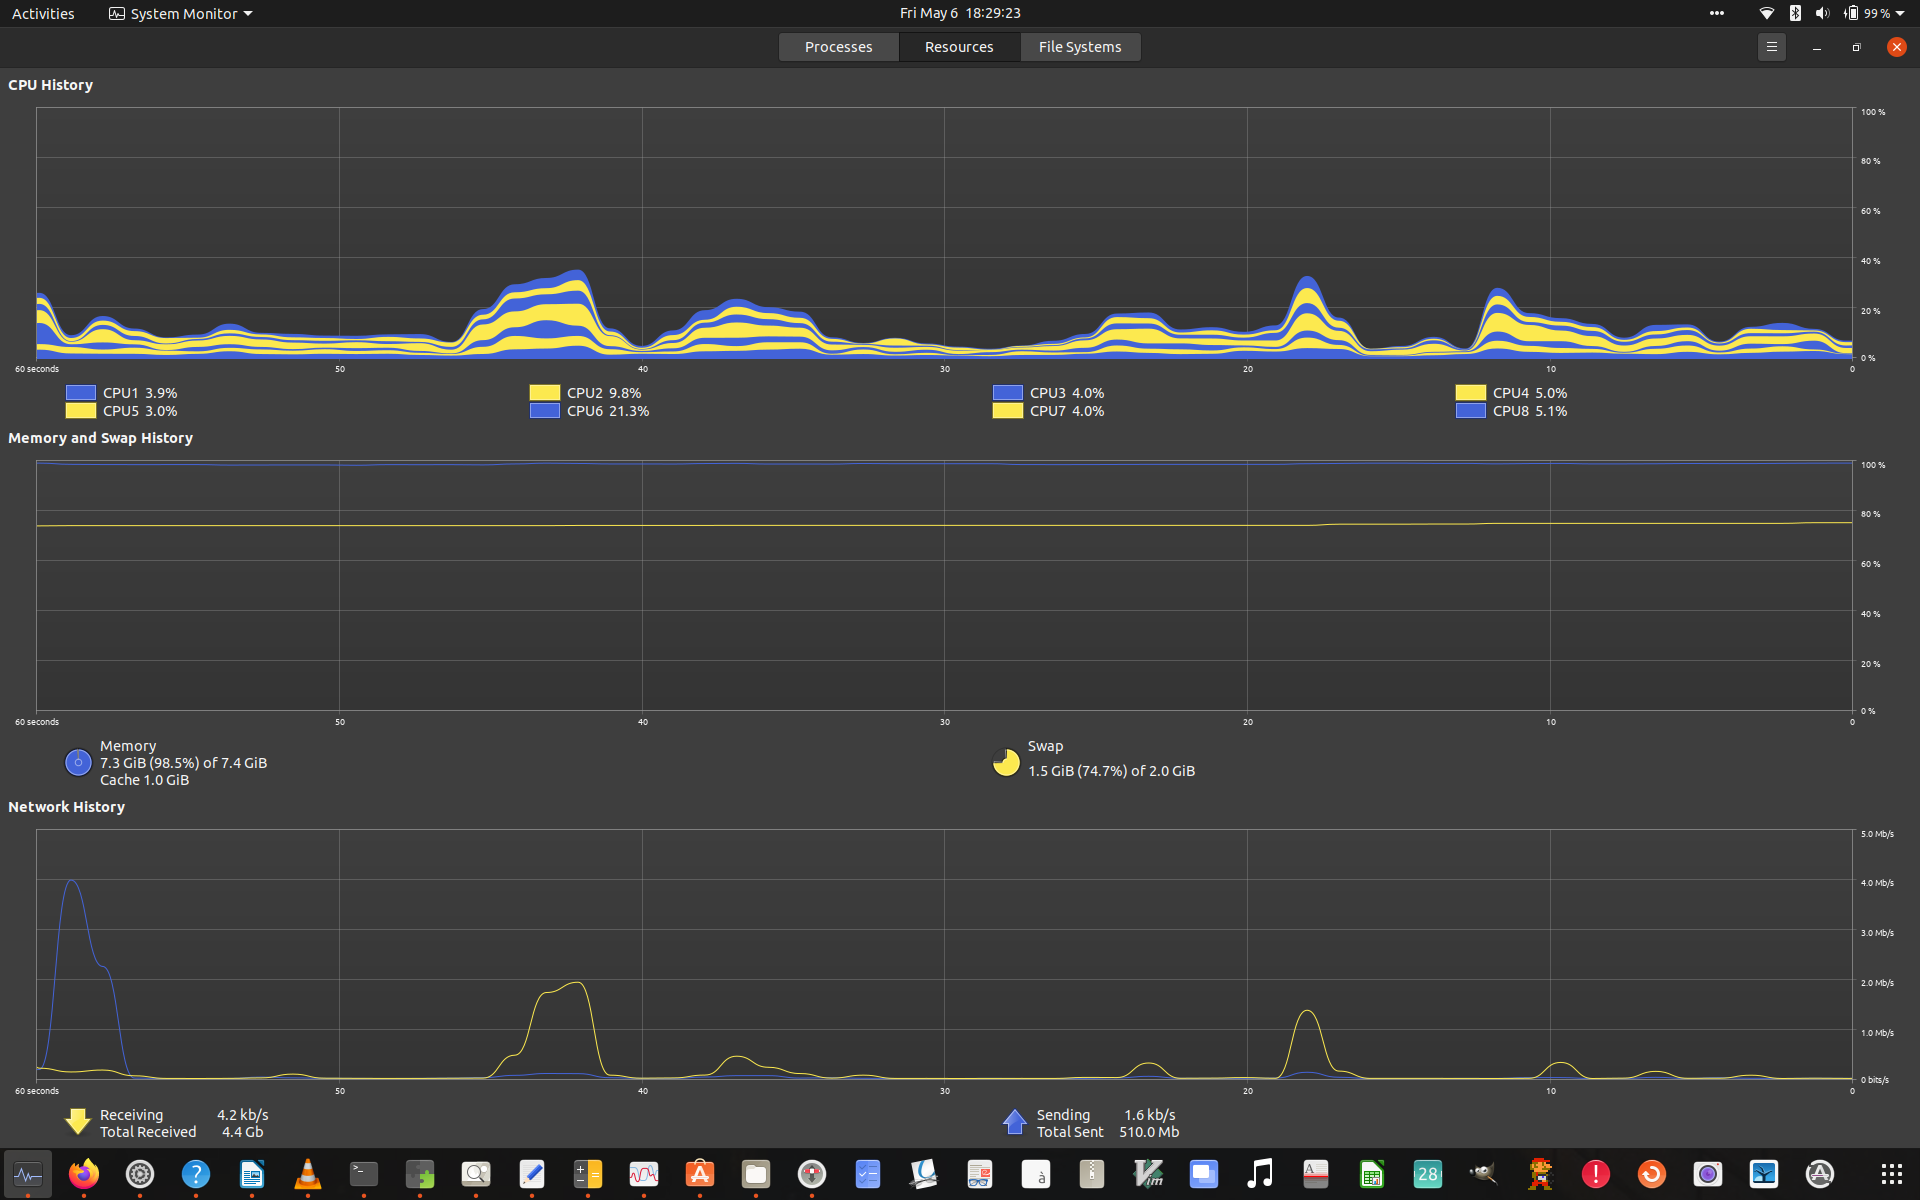 Activities System Monitor Fri May 6 18:29:23 99 %
Processes Resources File Systems
CPU History
100 %
80 %
60 %
40 %
20 %
0 %
60 seconds 50 40 30 20 10 0
CPU1 3.9% CPU2 9.8% CPU3 4.0% CPU4 5.0%
CPU5 3.0% CPU6 21.3% CPU7 4.0% CPU8 5.1%
Memory and Swap History
100 %
80 %
60 %
40 %
20 %
0 %
60 seconds 50 40 30 20 10 0
Memory
7.3 GiB (98.5%) of 7.4 GiB
Cache 1.0 GiB
Swap
1.5 GiB (74.7%) of 2.0 GiB
Network History
5.0 Mb/s
4.0 Mb/s
3.0 Mb/s
2.0 Mb/s
1.0 Mb/s
0 bits/s
60 seconds 50 40 30 20 10 0
Receiving 4.2 kb/s
Total Received 4.4 Gb
Sending 1.6 kb/s
Total Sent 510.0 Mb
? >_ à Vim A 28 !